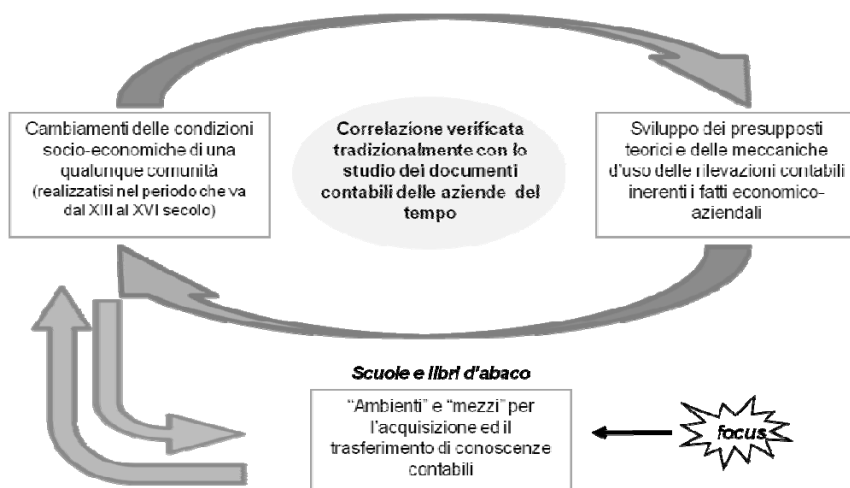 Cambiamenti delle condizioni
socio-economiche di una
qualunque comunità
(realizzatisi nel periodo che va
dal XIII al XVI secolo)
Correlazione verificata
tradizionalmente con lo
studio dei documenti
contabili delle aziende del
tempo
Sviluppo dei presupposti
teorici e delle meccaniche
d'uso delle rilevazioni contabili
inerenti i fatti economico-
aziendali
Scuole e libri d'abaco
"Ambienti" e "mezzi" per
l'acquisizione ed il
trasferimento di conoscenze
contabili
focus